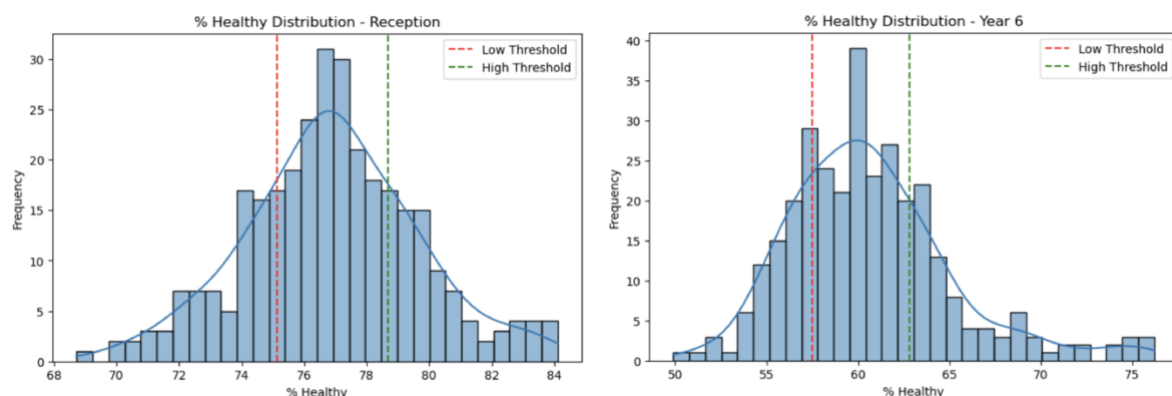 % Healthy Distribution - Reception
Low Threshold
High Threshold
Frequency
30
25
20
15
10
5
0
68 70 72 74 76 78 80 82 84
% Healthy
% Healthy Distribution - Year 6
Low Threshold
High Threshold
Frequency
40
35
30
25
20
15
10
5
0
50 55 60 65 70 75
% Healthy